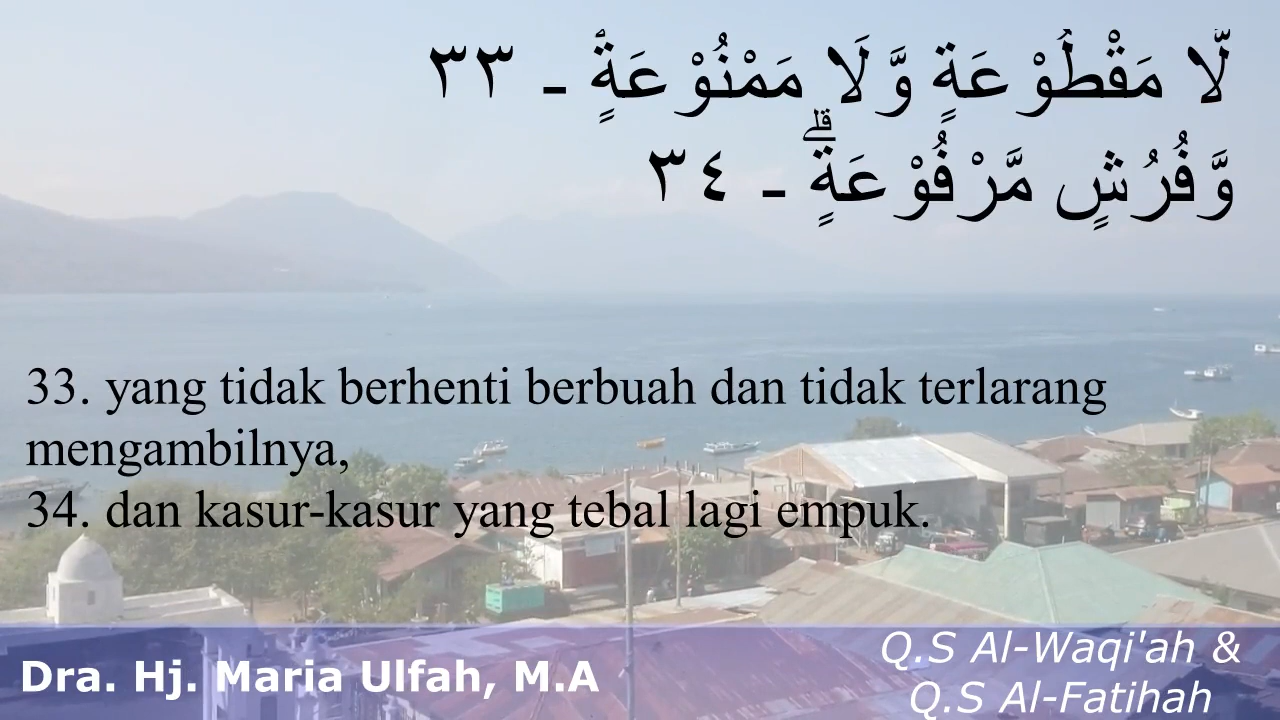 لَّا مَقْطُوْعَةٍ وَّلَا مَمْنُوْعَةٍۙ - ٣٣
وَّفُرُشٍ مَّرْفُوْعَةٍۗ - ٣٤
33. yang tidak berhenti berbuah dan tidak terlarang
mengambilnya,
34. dan kasur-kasur yang tebal lagi empuk.
Dra. Hj. Maria Ulfah, M.A
Q.S Al-Waqi'ah &
Q.S Al-Fatihah